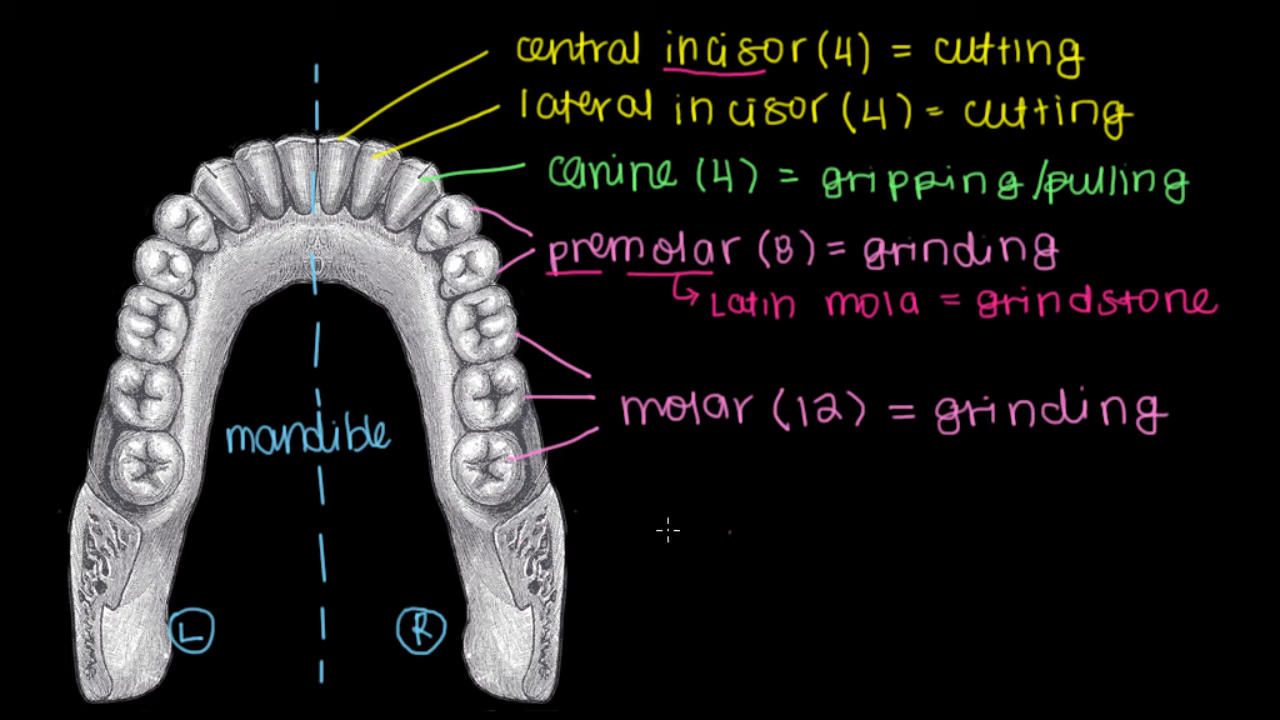 central incisor (4) = cutting
lateral incisor (4) = cutting
canine (4) = gripping/pulling
premolar (8) = grinding
Latin mola = grindstone
molar (12) = grinding
mandible
L
R